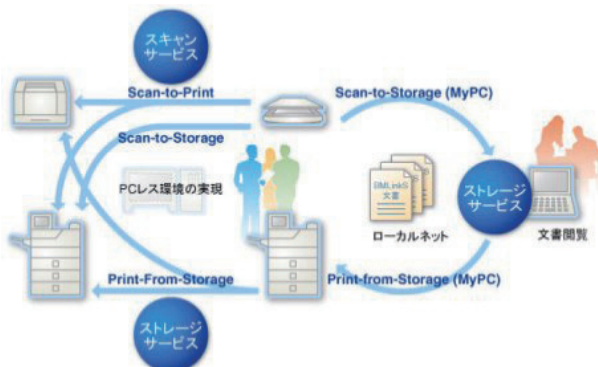 スキャン
サービス
Scan-to-Print
Scan-to-Storage (MyPC)
Scan-to-Storage
PCレス環境の実現
BMLinkS
文書
ストレージ
サービス
ローカルネット
文書閲覧
Print-From-Storage
Print-from-Storage (MyPC)
ストレージ
サービス